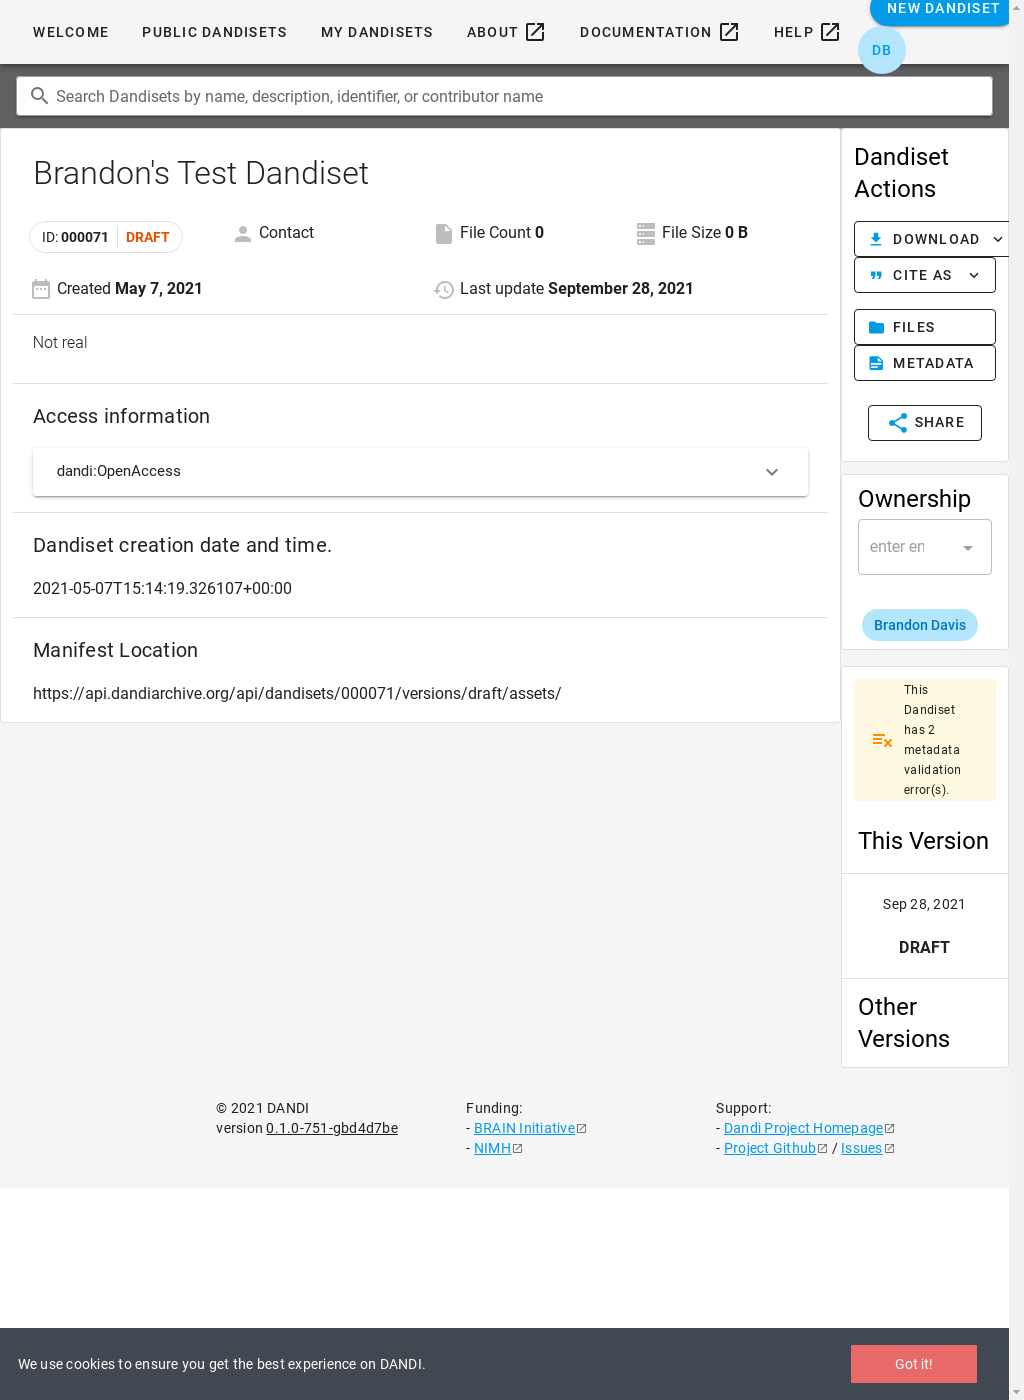 WELCOME PUBLIC DANDISETS MY DANDISETS ABOUT DOCUMENTATION HELP NEW DANDISET
DB
Search Dandisets by name, description, identifier, or contributor name
Brandon's Test Dandiset
ID: 000071 DRAFT Contact File Count 0 File Size 0 B
Created May 7, 2021 Last update September 28, 2021
Not real
Access information
dandi:OpenAccess
Dandiset creation date and time.
2021-05-07T15:14:19.326107+00:00
Manifest Location
https://api.dandiarchive.org/api/dandisets/000071/versions/draft/assets/
Dandiset
Actions
DOWNLOAD
CITE AS
FILES
METADATA
SHARE
Ownership
enter en
Brandon Davis
This
Dandiset
has 2
metadata
validation
error(s).
This Version
Sep 28, 2021
DRAFT
Other
Versions
© 2021 DANDI
version 0.1.0-751-gbd4d7be
Funding:
- BRAIN Initiative
- NIMH
Support:
- Dandi Project Homepage
- Project Github / Issues
We use cookies to ensure you get the best experience on DANDI. Got it!